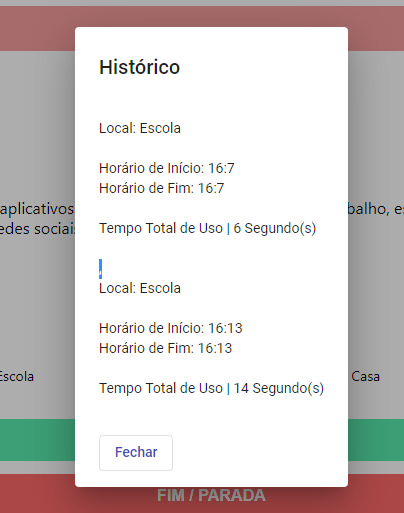 Histórico
Local: Escola
Horário de Início: 16:7
Horário de Fim: 16:7
aplicativos
balho, es
edes sociais
Tempo Total de Uso | 6 Segundo(s)
,
Local: Escola
Horário de Início: 16:13
Horário de Fim: 16:13
Escola
Casa
Tempo Total de Uso | 14 Segundo(s)
Fechar
FIM / PARADA